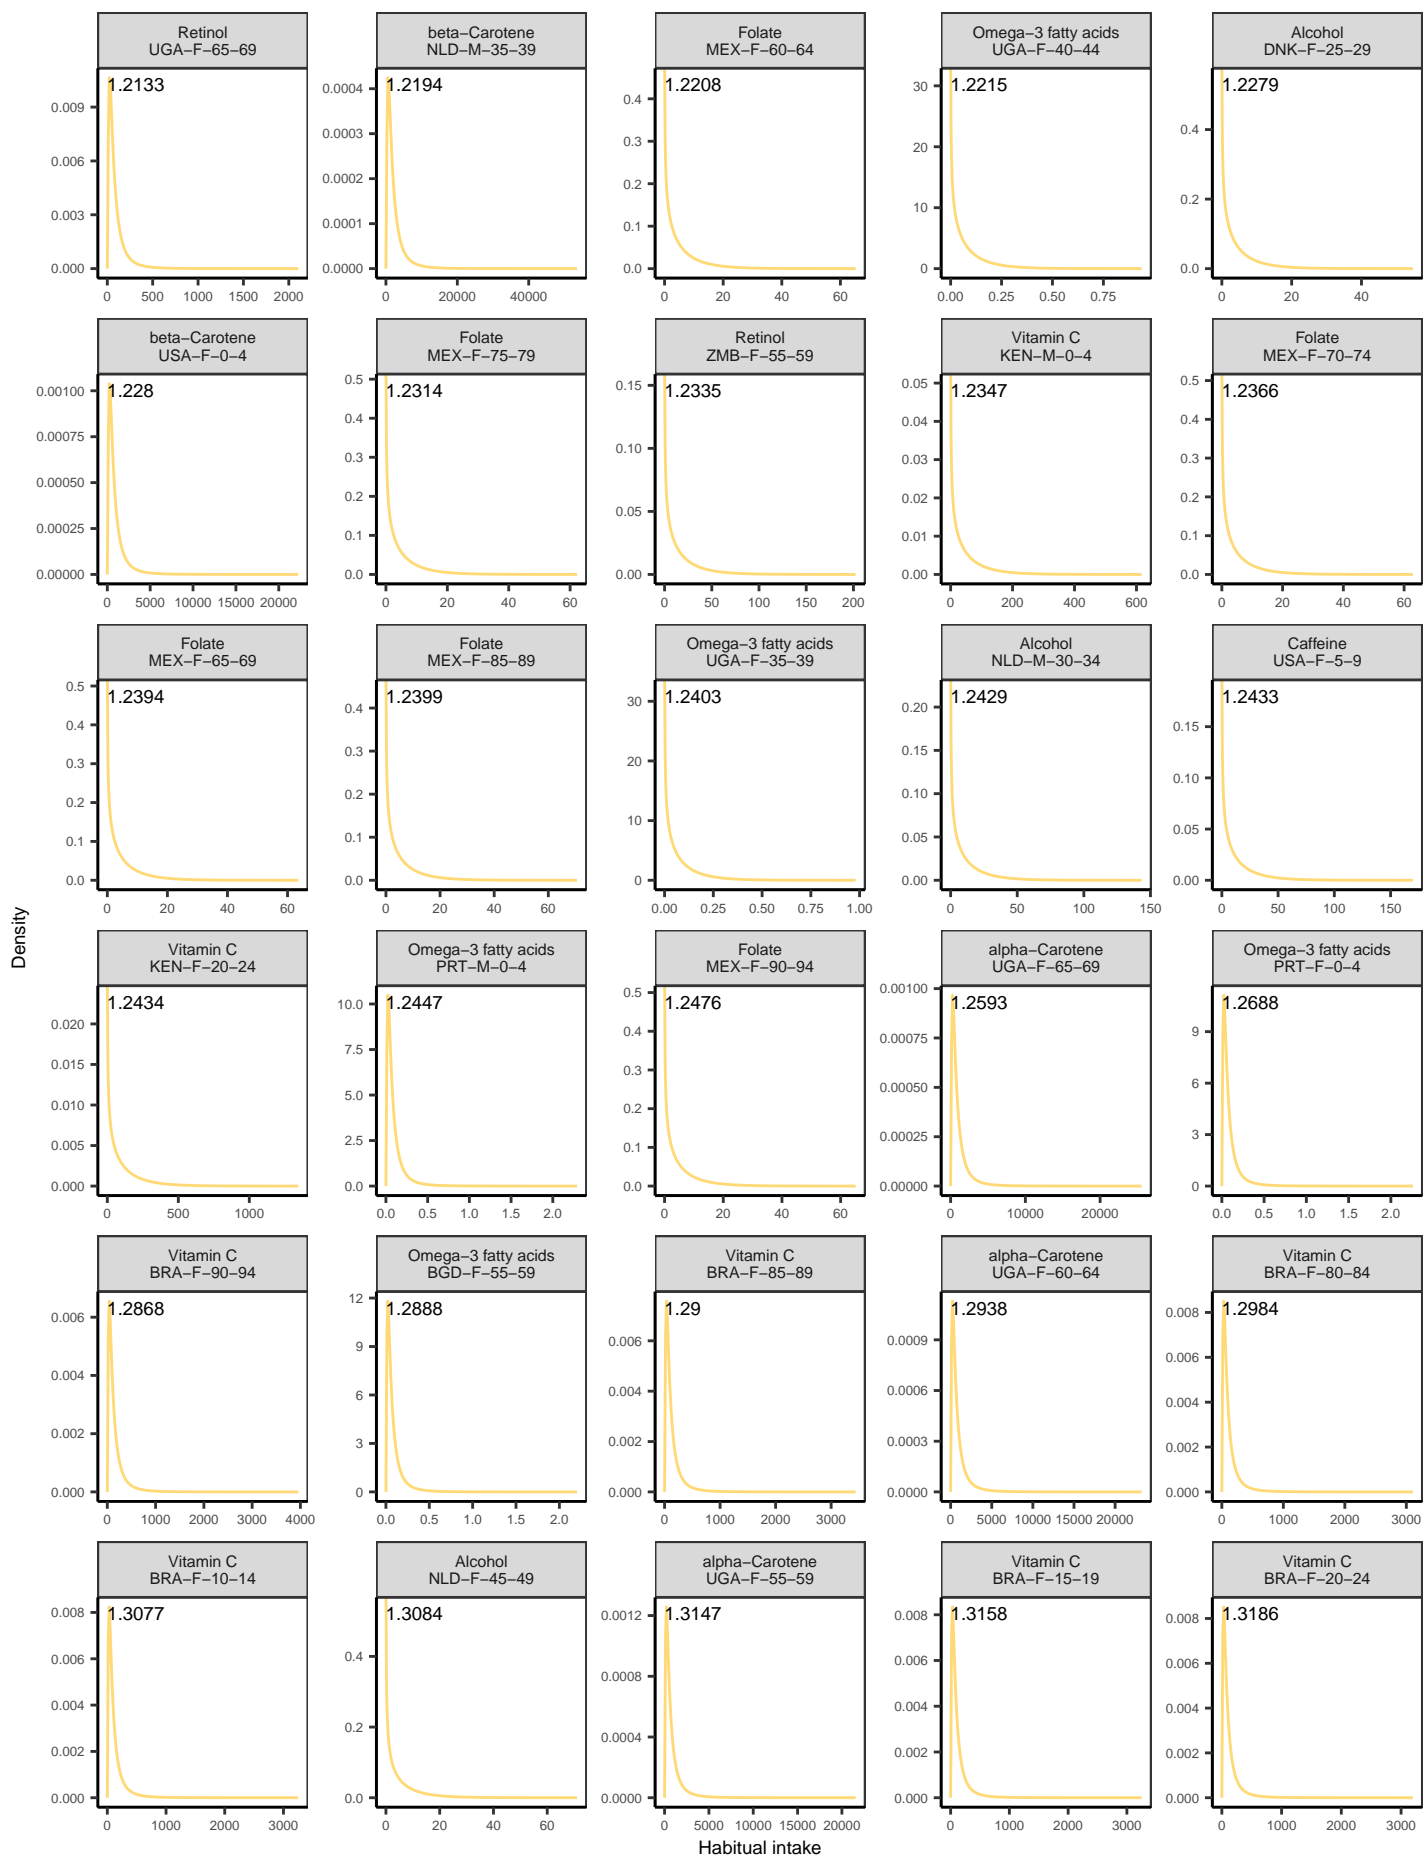 Retinol
UGA−F−65−69
beta−Carotene
NLD−M−35−39
Folate
MEX−F−60−64
Omega−3 fatty acids
UGA−F−40−44
Alcohol
DNK−F−25−29
1.2133
0.000
0.003
0.006
0.009
0 500 1000 1500 2000
1.2194
0.0000
0.0001
0.0002
0.0003
0.0004
0 20000 40000
1.2208
0.0
0.1
0.2
0.3
0.4
0 20 40 60
1.2215
0
10
20
30
0.00 0.25 0.50 0.75
1.2279
0.0
0.2
0.4
0 20 40
beta−Carotene
USA−F−0−4
Folate
MEX−F−75−79
Retinol
ZMB−F−55−59
Vitamin C
KEN−M−0−4
Folate
MEX−F−70−74
1.228
0.00000
0.00025
0.00050
0.00075
0.00100
0 5000 10000 15000 20000
1.2314
0.0
0.1
0.2
0.3
0.4
0.5
0 20 40 60
1.2335
0.00
0.05
0.10
0.15
0 50 100 150 200
1.2347
0.00
0.01
0.02
0.03
0.04
0.05
0 200 400 600
1.2366
0.0
0.1
0.2
0.3
0.4
0.5
0 20 40 60
Folate
MEX−F−65−69
Folate
MEX−F−85−89
Omega−3 fatty acids
UGA−F−35−39
Alcohol
NLD−M−30−34
Caffeine
USA−F−5−9
1.2394
0.0
0.1
0.2
0.3
0.4
0.5
0 20 40 60
1.2399
0.0
0.1
0.2
0.3
0.4
0 20 40 60
1.2403
0
10
20
30
0.00 0.25 0.50 0.75 1.00
1.2429
0.00
0.05
0.10
0.15
0.20
0 50 100 150
1.2433
0.00
0.05
0.10
0.15
0 50 100 150
Vitamin C
KEN−F−20−24
Omega−3 fatty acids
PRT−M−0−4
Folate
MEX−F−90−94
alpha−Carotene
UGA−F−65−69
Omega−3 fatty acids
PRT−F−0−4
1.2434
0.000
0.005
0.010
0.015
0.020
0 500 1000
1.2447
0.0
2.5
5.0
7.5
10.0
0.0 0.5 1.0 1.5 2.0
1.2476
0.0
0.1
0.2
0.3
0.4
0.5
0 20 40 60
1.2593
0.00000
0.00025
0.00050
0.00075
0.00100
0 10000 20000
1.2688
0
3
6
9
0.0 0.5 1.0 1.5 2.0
Vitamin C
BRA−F−90−94
Omega−3 fatty acids
BGD−F−55−59
Vitamin C
BRA−F−85−89
alpha−Carotene
UGA−F−60−64
Vitamin C
BRA−F−80−84
1.2868
0.000
0.002
0.004
0.006
0 1000 2000 3000 4000
1.2888
0
3
6
9
12
0.0 0.5 1.0 1.5 2.0
1.29
0.000
0.002
0.004
0.006
0 1000 2000 3000
1.2938
0.0000
0.0003
0.0006
0.0009
0 5000 10000 15000 20000
1.2984
0.000
0.002
0.004
0.006
0.008
0 1000 2000 3000
Vitamin C
BRA−F−10−14
Alcohol
NLD−F−45−49
alpha−Carotene
UGA−F−55−59
Vitamin C
BRA−F−15−19
Vitamin C
BRA−F−20−24
1.3077
0.000
0.002
0.004
0.006
0.008
0 1000 2000 3000
1.3084
0.0
0.2
0.4
0 20 40 60
1.3147
0.0000
0.0004
0.0008
0.0012
0 5000 10000 15000 20000
1.3158
0.000
0.002
0.004
0.006
0.008
0 1000 2000 3000
1.3186
0.000
0.002
0.004
0.006
0.008
0 1000 2000 3000
Habitual intake
Density